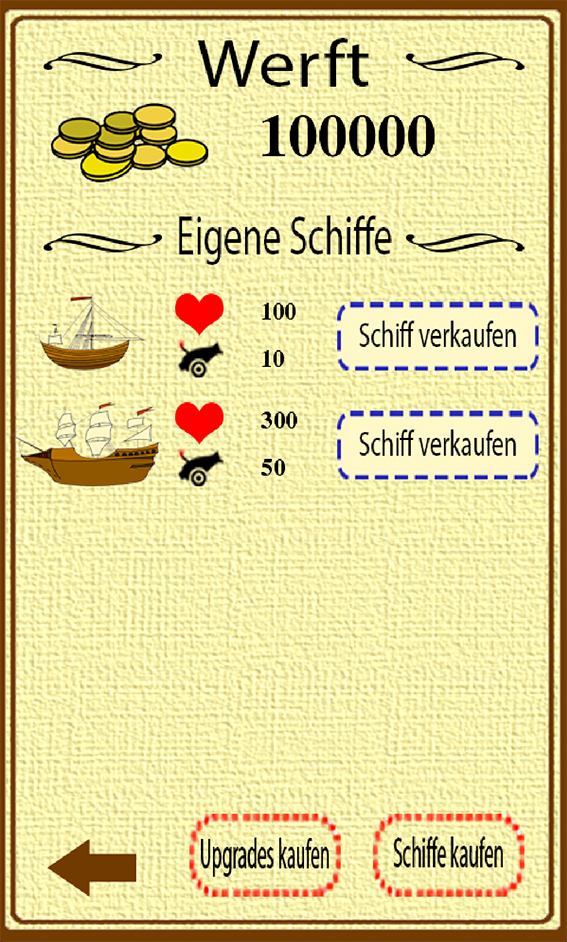 Werft
100000
Eigene Schiffe
100
Schiff verkaufen
10
300
Schiff verkaufen
50
Upgrades kaufen
Schiffe kaufen